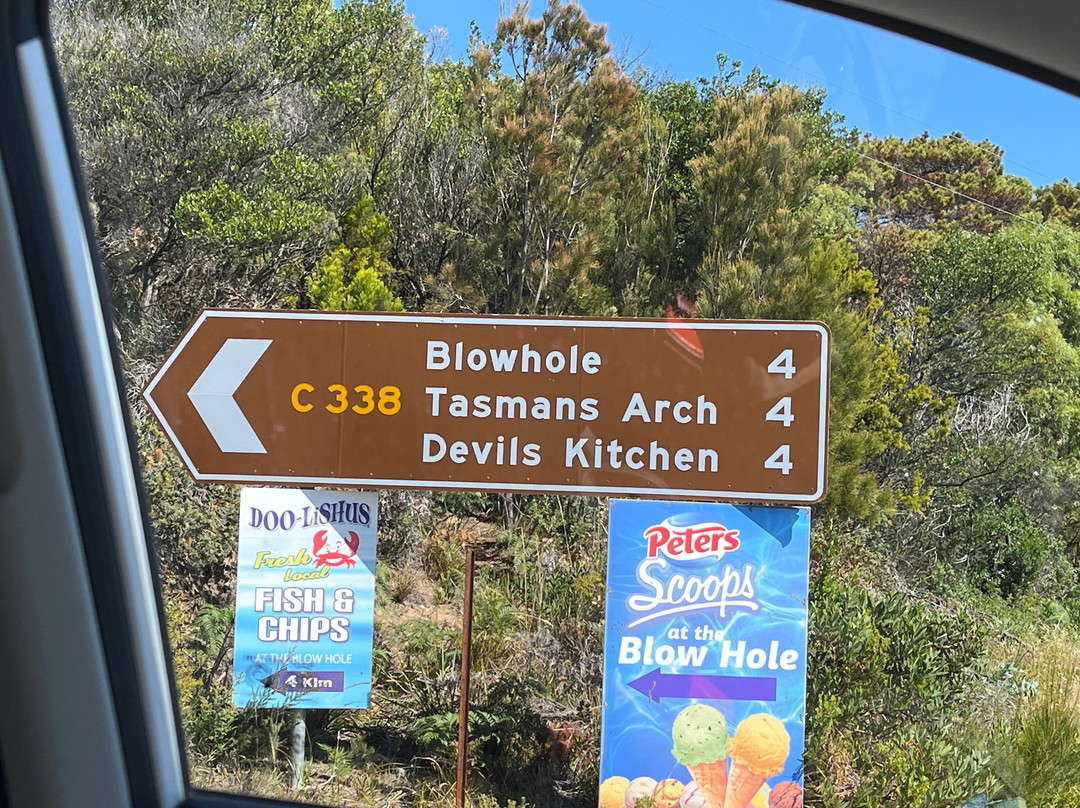 Blowhole 4
C 338 Tasmans Arch 4
Devils Kitchen 4
DOO-LiSHUS
Fresh
Local
FISH &
CHIPS
AT THE BLOW HOLE
4 Klm
Peters
Scoops
at the
Blow Hole